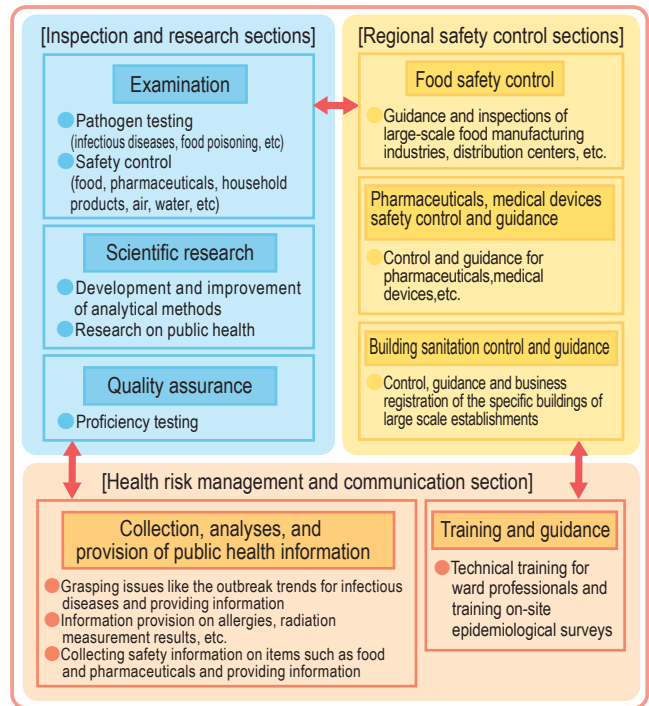 [Inspection and research sections]
Examination
Pathogen testing
(infectious diseases, food poisoning, etc)
Safety control
(food, pharmaceuticals, household
products, air, water, etc)
Scientific research
Development and improvement
of analytical methods
Research on public health
Quality assurance
Proficiency testing
[Regional safety control sections]
Food safety control
Guidance and inspections of
large-scale food manufacturing
industries, distribution centers, etc.
Pharmaceuticals, medical devices
safety control and guidance
Control and guidance for
pharmaceuticals,medical
devices,etc.
Building sanitation control and guidance
Control, guidance and business
registration of the specific buildings of
large scale establishments
[Health risk management and communication section]
Collection, analyses, and
provision of public health information
Grasping issues like the outbreak trends for infectious
diseases and providing information
Information provision on allergies, radiation
measurement results, etc.
Collecting safety information on items such as food
and pharmaceuticals and providing information
Training and guidance
Technical training for
ward professionals and
training on-site
epidemiological surveys